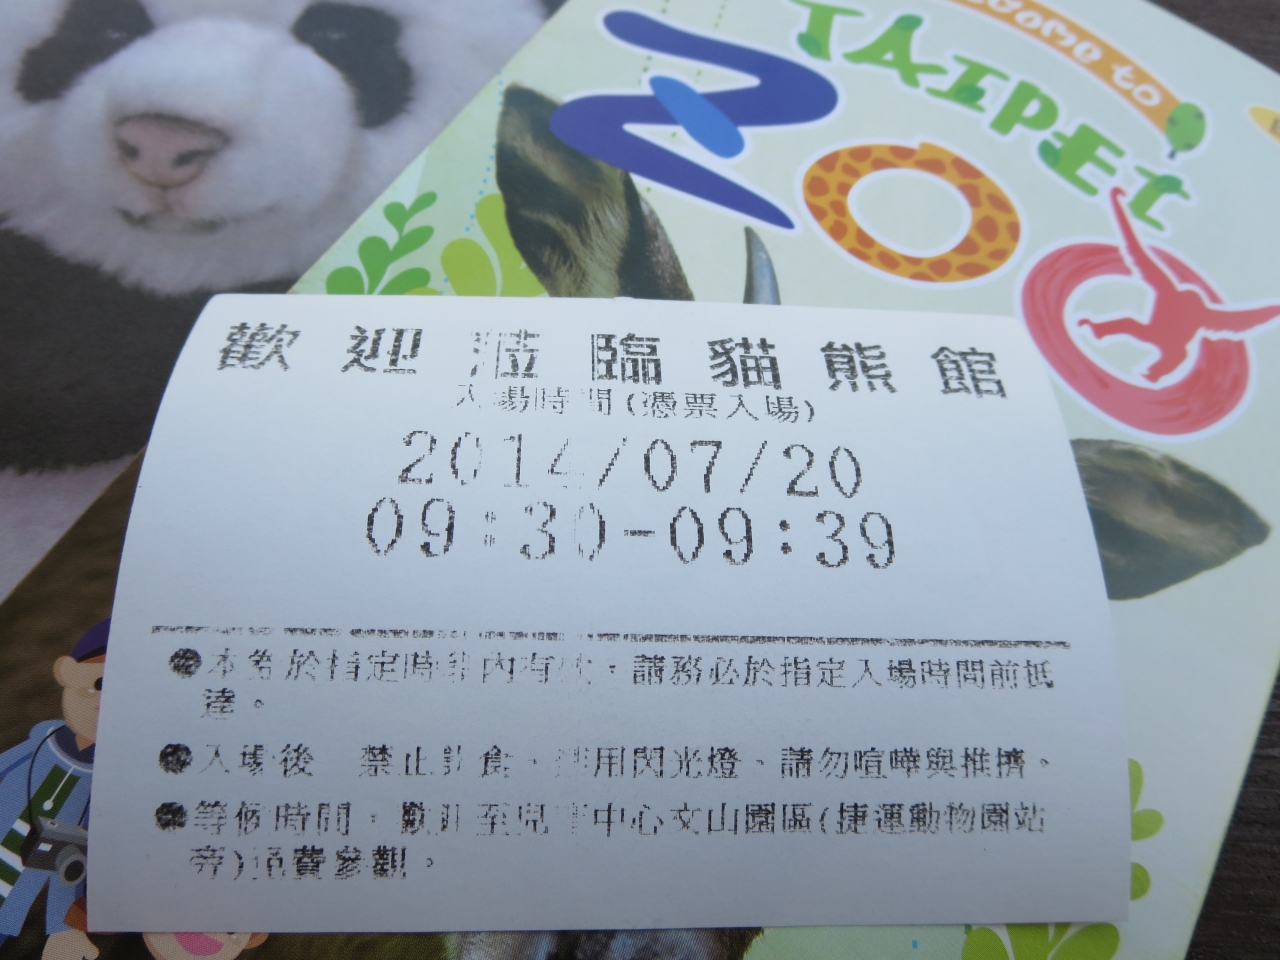 Welcome to
TAIPEI
ZOO
歡迎蒞臨貓熊館
入場時間(憑票入場)
2014/07/20
09:30-09:39
●本券於指定時間內有效,請務必於指定入場時間前抵
達。
●入場後,禁止飲食、使用閃光燈、請勿喧嘩與推擠。
●等候時間,歡迎至兒童中心文山園區(捷運動物園站
旁)免費參觀。